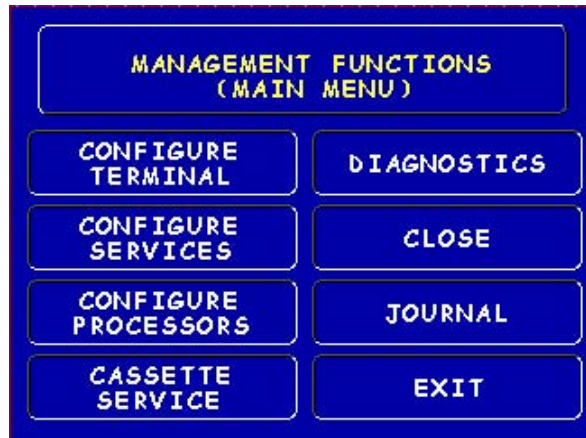 MANAGEMENT FUNCTIONS
(MAIN MENU)
CONFIGURE
TERMINAL
DIAGNOSTICS
CONFIGURE
SERVICES
CLOSE
CONFIGURE
PROCESSORS
JOURNAL
CASSETTE
SERVICE
EXIT